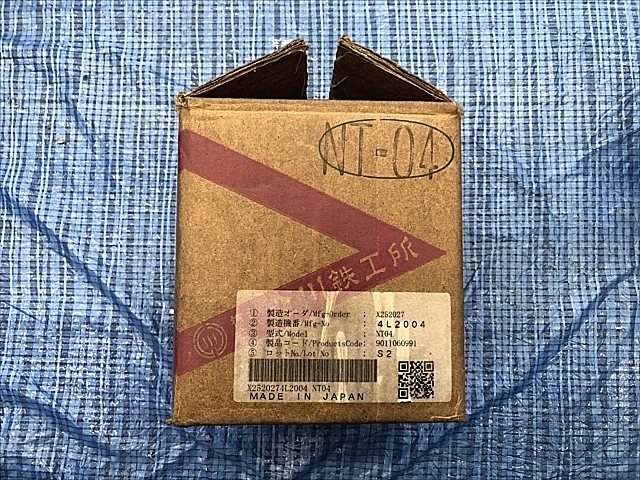 NT-04
川鉄工所
① 製造オーダ/Mfg-Order : X252027
② 製造機番/Mfg-No : 4L2004
③ 型式/Model : NT04
④ 製品コード/ProductsCode: 9011060991
⑤ ロットNo/Lot No : S2
X2520274L2004 NT04
MADE IN JAPAN